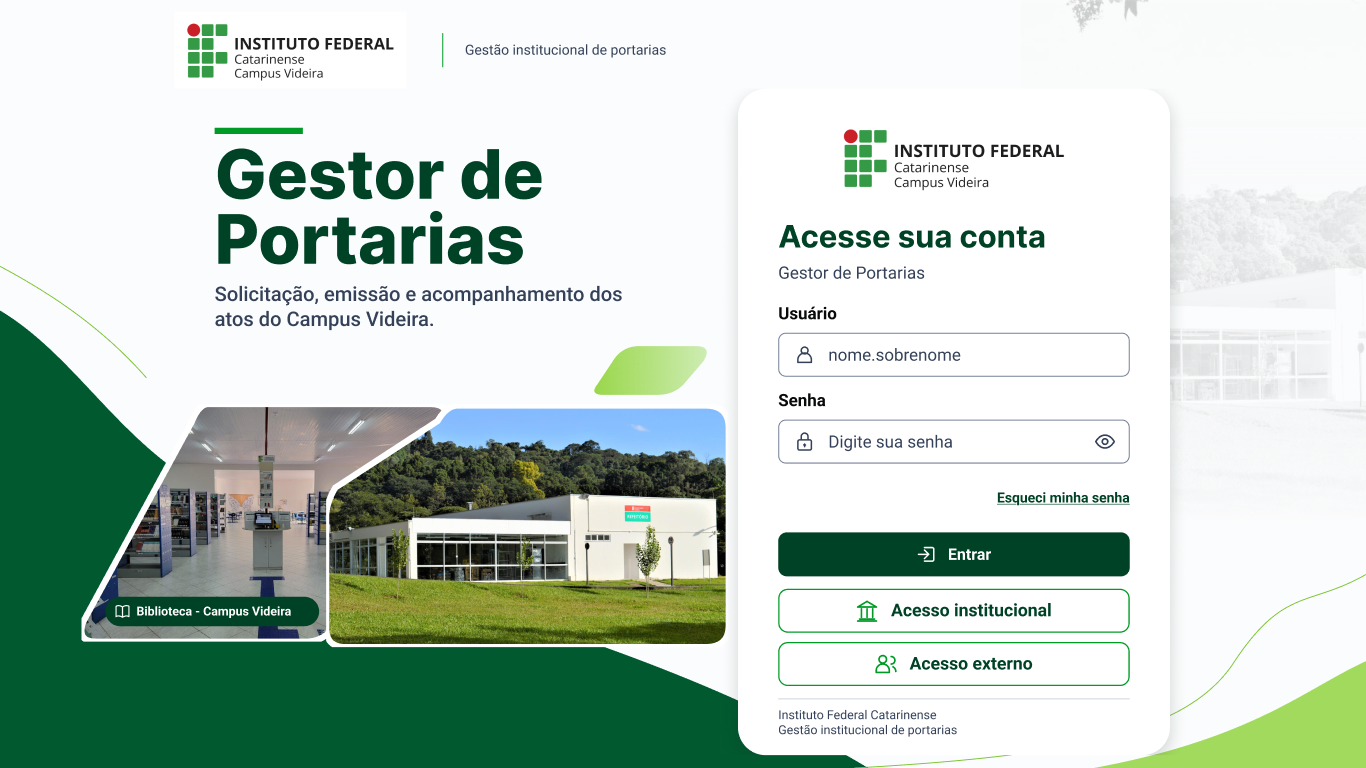 INSTITUTO FEDERAL
Catarinense
Campus Videira
Gestão institucional de portarias
Gestor de
Portarias
Solicitação, emissão e acompanhamento dos
atos do Campus Videira.
Biblioteca - Campus Videira
INSTITUTO FEDERAL
Catarinense
Campus Videira
Acesse sua conta
Gestor de Portarias
Usuário
nome.sobrenome
Senha
Digite sua senha
Esqueci minha senha
Entrar
Acesso institucional
Acesso externo
Instituto Federal Catarinense
Gestão institucional de portarias